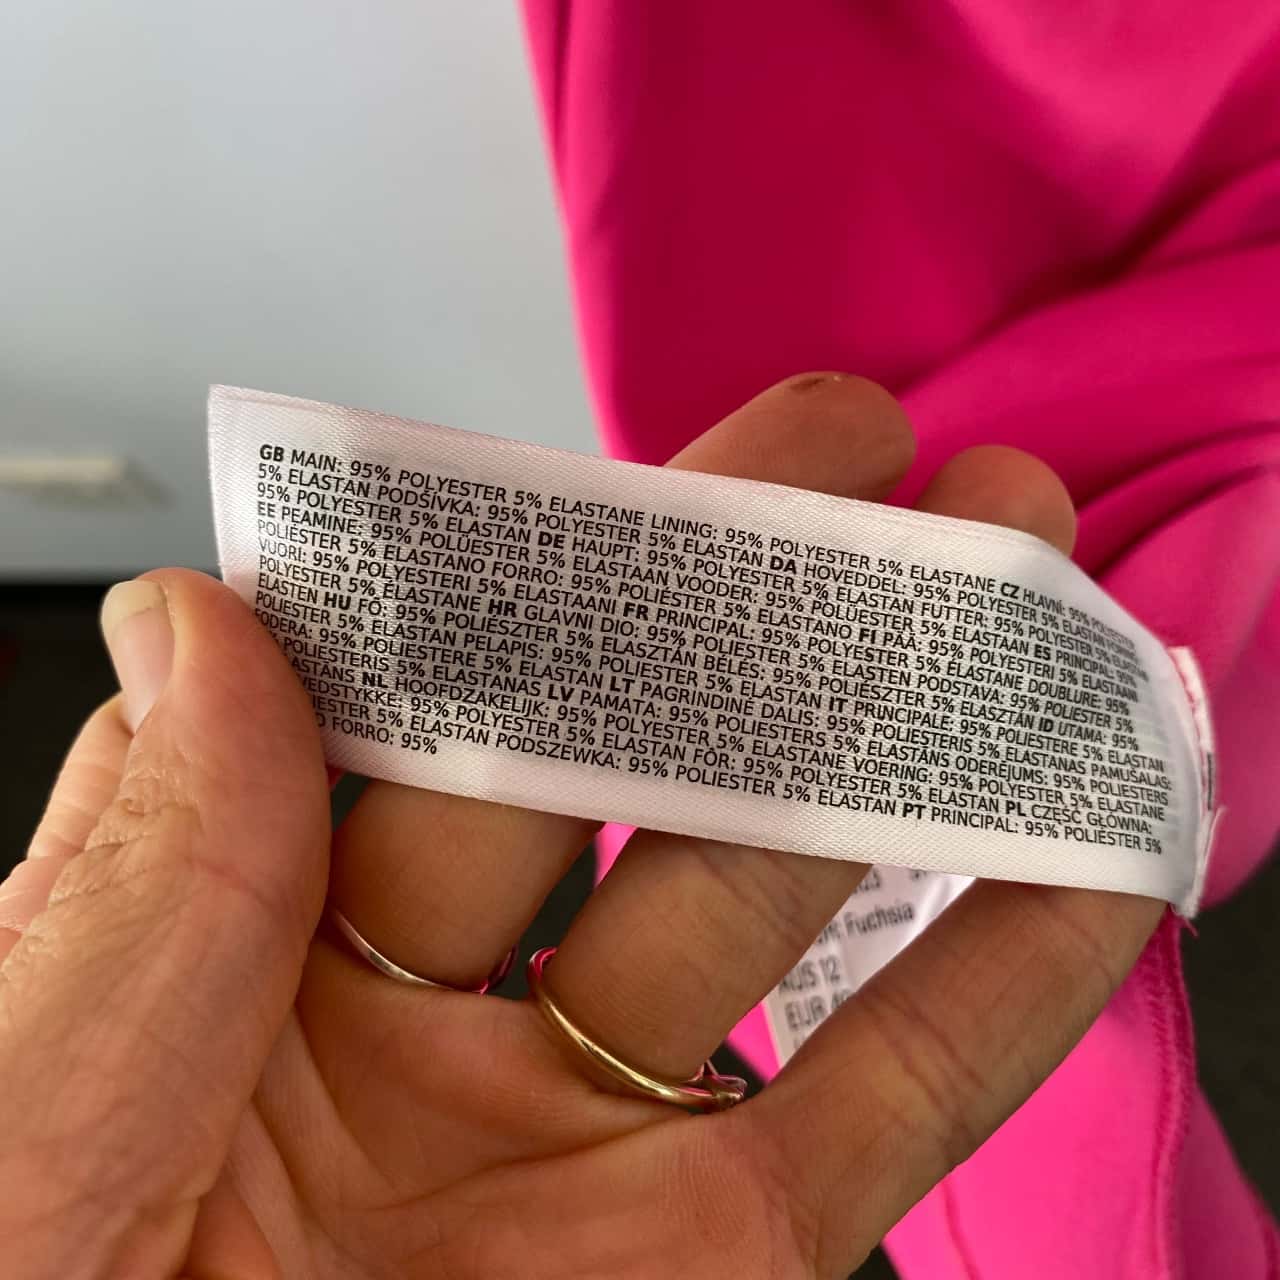 GB MAIN: 95% POLYESTER 5% ELASTANE LINING: 95% POLYESTER 5% ELASTANE CZ HLAVNÍ: 95% POLYESTER
5% ELASTAN PODŠÍVKA: 95% POLYESTER 5% ELASTAN DA HOVEDDEL: 95% POLYESTER 5% ELASTAN
95% POLYESTER 5% ELASTAN DE HAUPT: 95% POLYESTER 5% ELASTAN FUTTER: 95% POLYESTER 5% ELASTAN
EE PEAMINE: 95% POLÜESTER 5% ELASTAAN VOODER: 95% POLÜESTER 5% ELASTAAN ES PRINCIPAL: 95%
POLIÉSTER 5% ELASTANO FORRO: 95% POLIÉSTER 5% ELASTANO FI PÄÄ: 95% POLYESTERI 5% ELASTAANI
VUORI: 95% POLYESTERI 5% ELASTAANI FR PRINCIPAL: 95% POLYESTER 5% ÉLASTANE DOUBLURE: 95%
POLYESTER 5% ÉLASTANE HR GLAVNI DIO: 95% POLIESTER 5% ELASTEN PODSTAVA: 95% POLIESTER 5%
ELASTEN HU FŐ: 95% POLIÉSZTER 5% ELASZTÁN BÉLÉS: 95% POLIÉSZTER 5% ELASZTÁN ID UTAMA: 95%
POLIESTER 5% ELASTAN PELAPIS: 95% POLIESTER 5% ELASTAN IT PRINCIPALE: 95% POLIESTERE 5% ELASTAN
FODERA: 95% POLIESTERE 5% ELASTAN LT PAGRINDINĖ DALIS: 95% POLIESTERIS 5% ELASTANAS PAMUŠALAS:
POLIESTERIS 5% ELASTANAS LV PAMATA: 95% POLIESTERS 5% ELASTĀNS ODERĒJUMS: 95% POLIESTERS
NL HOOFDZAKELIJK: 95% POLYESTER 5% ELASTANE VOERING: 95% POLYESTER 5% ELASTANE
95% POLYESTER 5% ELASTAN FÔR: 95% POLYESTER 5% ELASTAN PL CZĘŚĆ GŁÓWNA:
5% ELASTAN PODSZEWKA: 95% POLIESTER 5% ELASTAN PT PRINCIPAL: 95% POLIÉSTER 5%
FORRO: 95%
Fuchsia
AUS 12
EUR